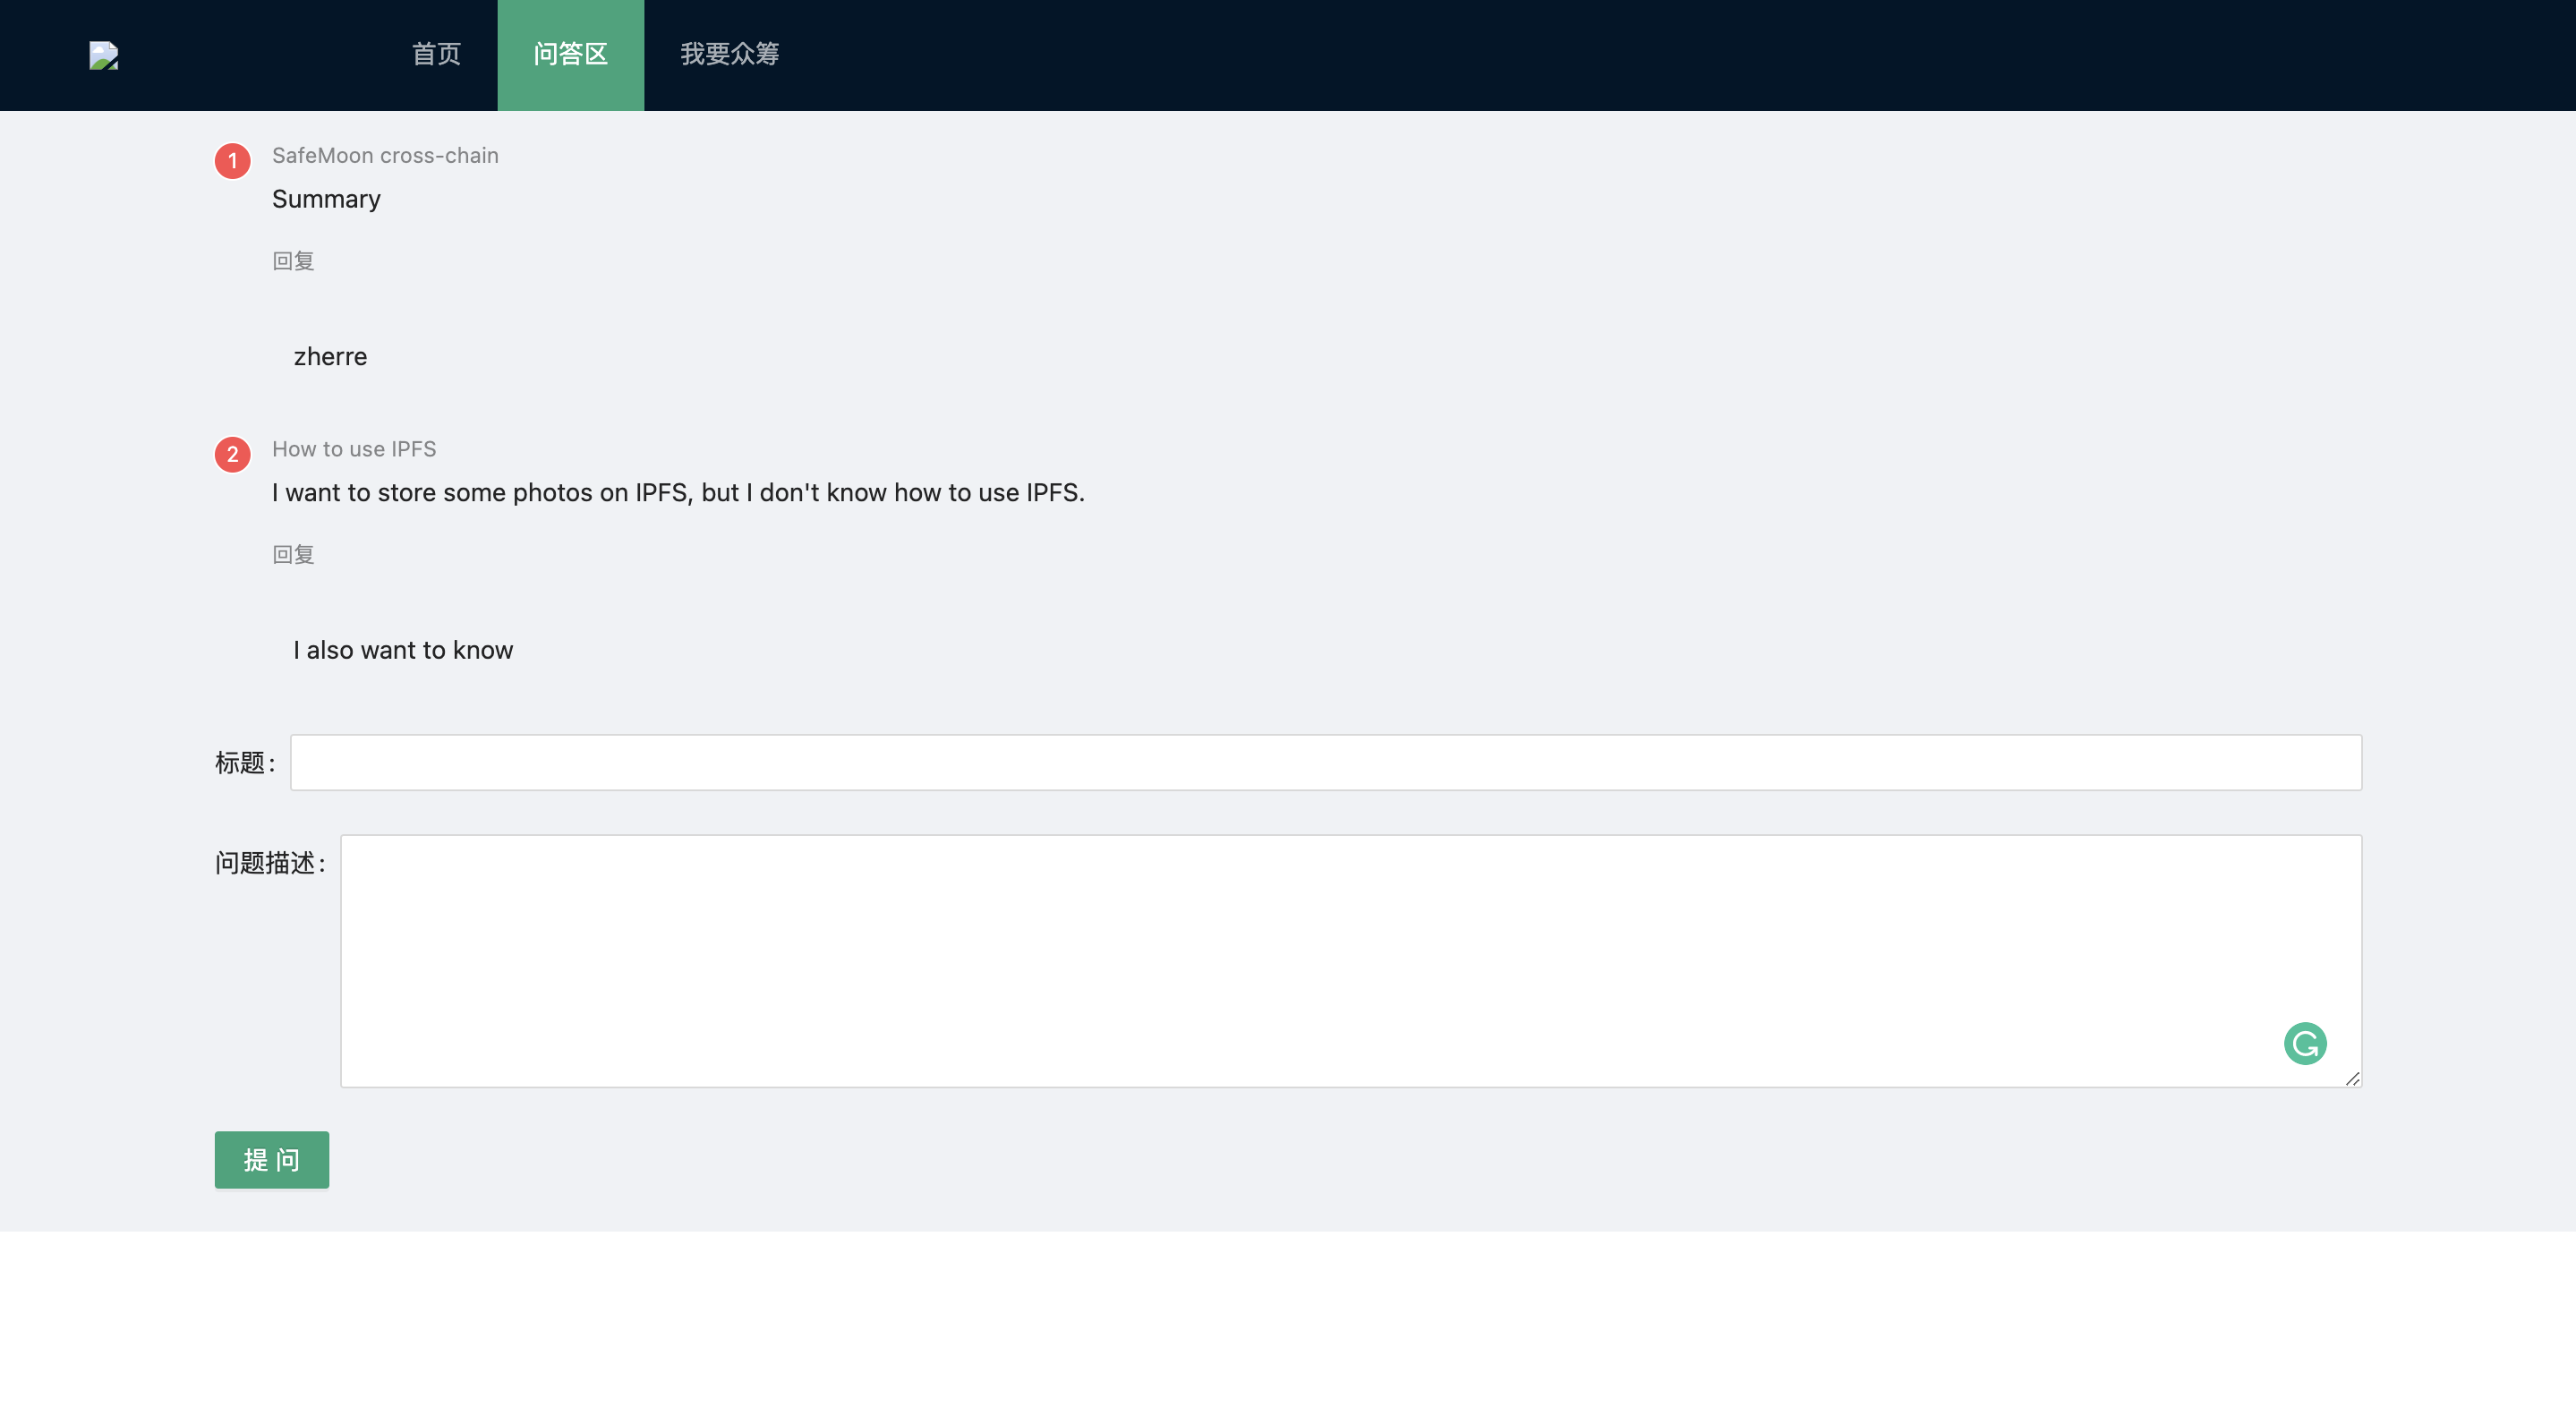 首页 问答区 我要众筹
1 SafeMoon cross-chain
Summary
回复
zherre
2 How to use IPFS
I want to store some photos on IPFS, but I don't know how to use IPFS.
回复
I also want to know
标题:
问题描述:
提 问